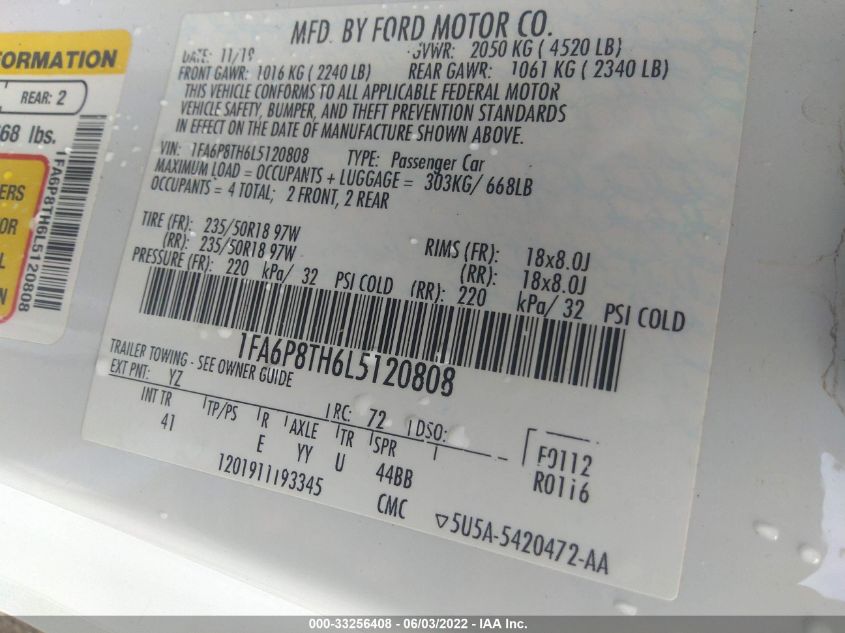 MFD. BY FORD MOTOR CO.
DATE: 11/19 GVWR: 2050 KG ( 4520 LB)
FRONT GAWR: 1016 KG ( 2240 LB) REAR GAWR: 1061 KG ( 2340 LB)
THIS VEHICLE CONFORMS TO ALL APPLICABLE FEDERAL MOTOR
VEHICLE SAFETY, BUMPER, AND THEFT PREVENTION STANDARDS
IN EFFECT ON THE DATE OF MANUFACTURE SHOWN ABOVE.
VIN: 1FA6P8TH6L5120808 TYPE: Passenger Car
MAXIMUM LOAD = OCCUPANTS + LUGGAGE = 303KG/ 668LB
OCCUPANTS = 4 TOTAL; 2 FRONT, 2 REAR
TIRE (FR): 235/50R18 97W RIMS (FR): 18x8.0J
(RR): 235/50R18 97W (RR): 18x8.0J
PRESSURE (FR): 220 kPa/ 32 PSI COLD (RR): 220 kPa/ 32 PSI COLD
1FA6P8TH6L5120808
TRAILER TOWING - SEE OWNER GUIDE
EXT PNT: YZ RC: 72 DSO:
INT TR TP/PS R AXLE TR SPR
41 E YY U 44BB
F0112
R0116
1201911193345 CMC
▽5U5A-5420472-AA
FORMATION
REAR: 2
68 lbs.
1FA6P8TH6L5120808
ERS
OR
L
N
000-33256408 - 06/03/2022 - U.S.A - IAAI.com